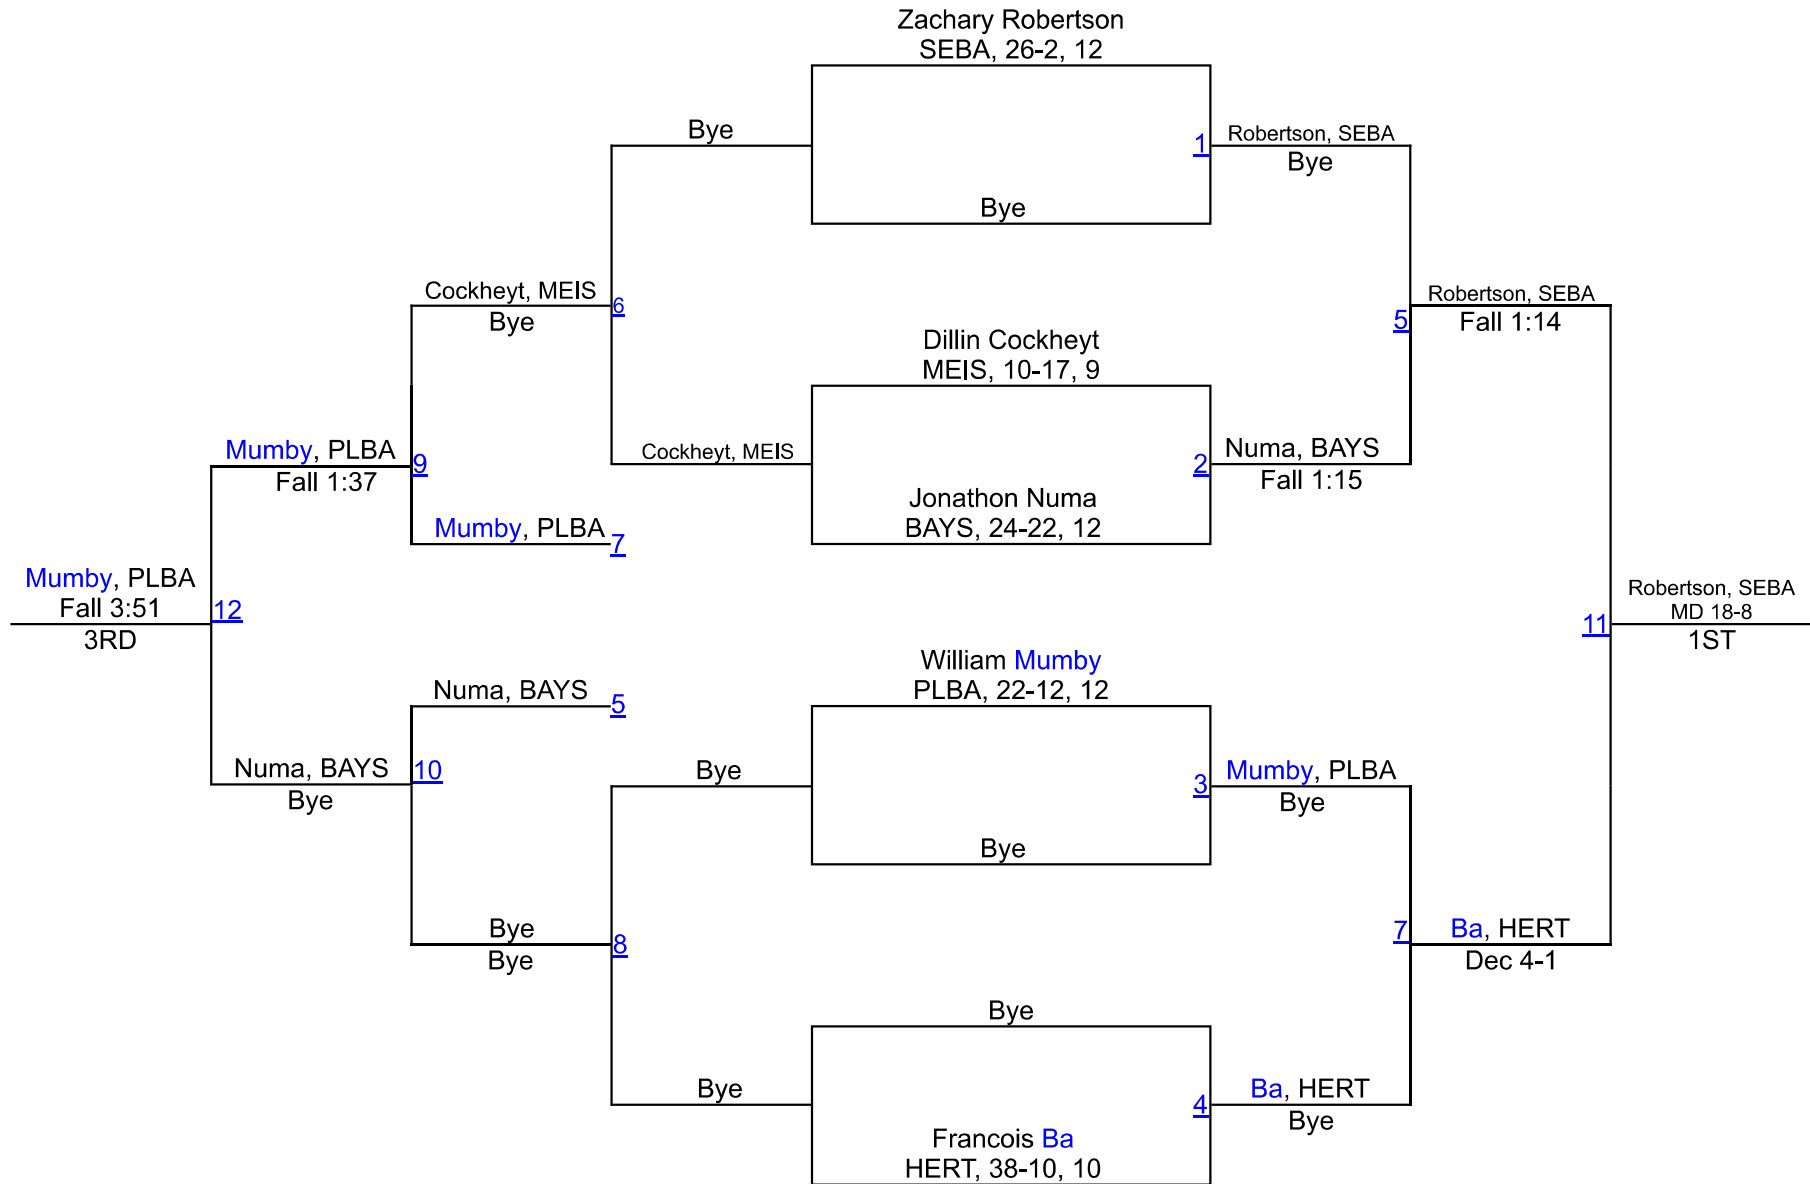 Zachary Robertson
SEBA, 26-2, 12
Bye
1
Robertson, SEBA
Bye
Bye
Cockheyt, MEIS
Bye
6
Robertson, SEBA
Fall 1:14
5
Dillin Cockheyt
MEIS, 10-17, 9
Mumby, PLBA
Fall 1:37
9
Cockheyt, MEIS
2
Numa, BAYS
Fall 1:15
Jonathon Numa
BAYS, 24-22, 12
Mumby, PLBA
7
Mumby, PLBA
Fall 3:51
3RD
12
Robertson, SEBA
MD 18-8
1ST
11
William Mumby
PLBA, 22-12, 12
Numa, BAYS
5
Numa, BAYS
Bye
10
Bye
3
Mumby, PLBA
Bye
Bye
Bye
Bye
8
7
Ba, HERT
Dec 4-1
Bye
Bye
4
Ba, HERT
Bye
Francois Ba
HERT, 38-10, 10